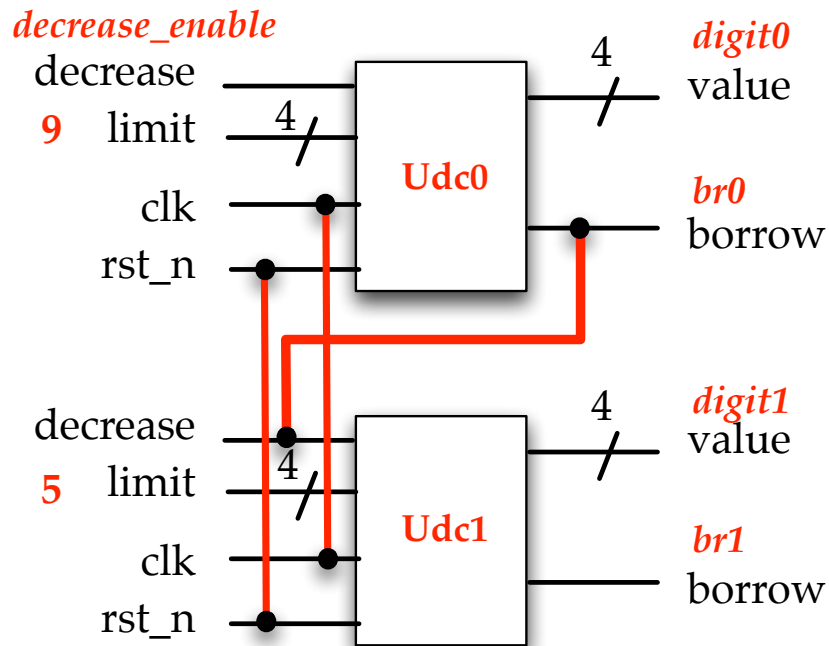 decrease_enable
digit0
decrease
4
value
9
limit
4
Udc0
br0
clk
borrow
rst_n
digit1
decrease
4
value
5
limit
4
Udc1
br1
clk
borrow
rst_n